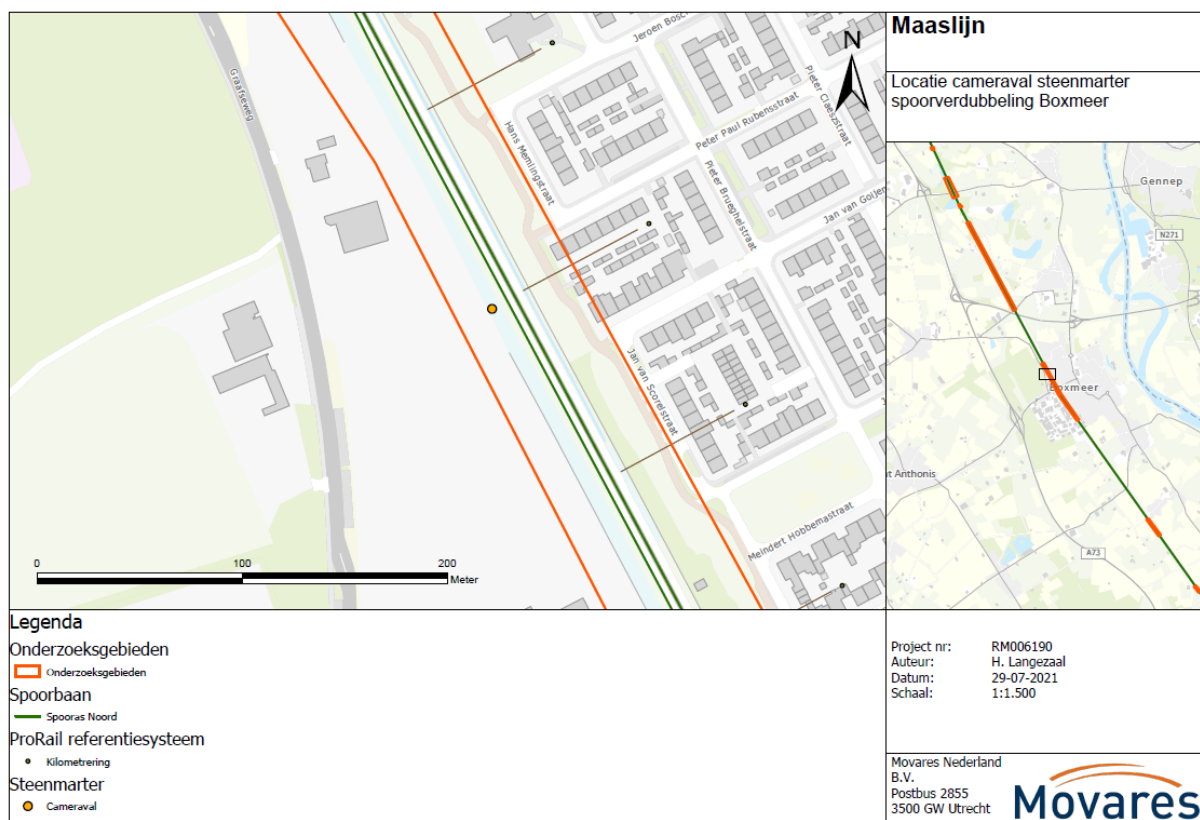 Maaslijn
Locatie cameraval steenmarter
spoorverdubbeling Boxmeer
N
Graafseweg
Jeroen Bosch
Hans Memlingstraat
Peter Paul Rubensstraat
Pieter Claeszstraat
Pieter Brueghelstraat
Jan van Goijen
Jan van Scorelstraat
Meindert Hobbemastraat
0 100 200
Meter
Gennep
N271
Boxmeer
nt Anthonis
A73
Legenda
Onderzoeksgebieden
Onderzoeksgebieden
Spoorbaan
Spooras Noord
ProRail referentiesysteem
Kilometrering
Steenmarter
Cameraval
Project nr: RM006190
Auteur: H. Langezaal
Datum: 29-07-2021
Schaal: 1:1.500
Movares Nederland
B.V.
Postbus 2855
3500 GW Utrecht
Movares